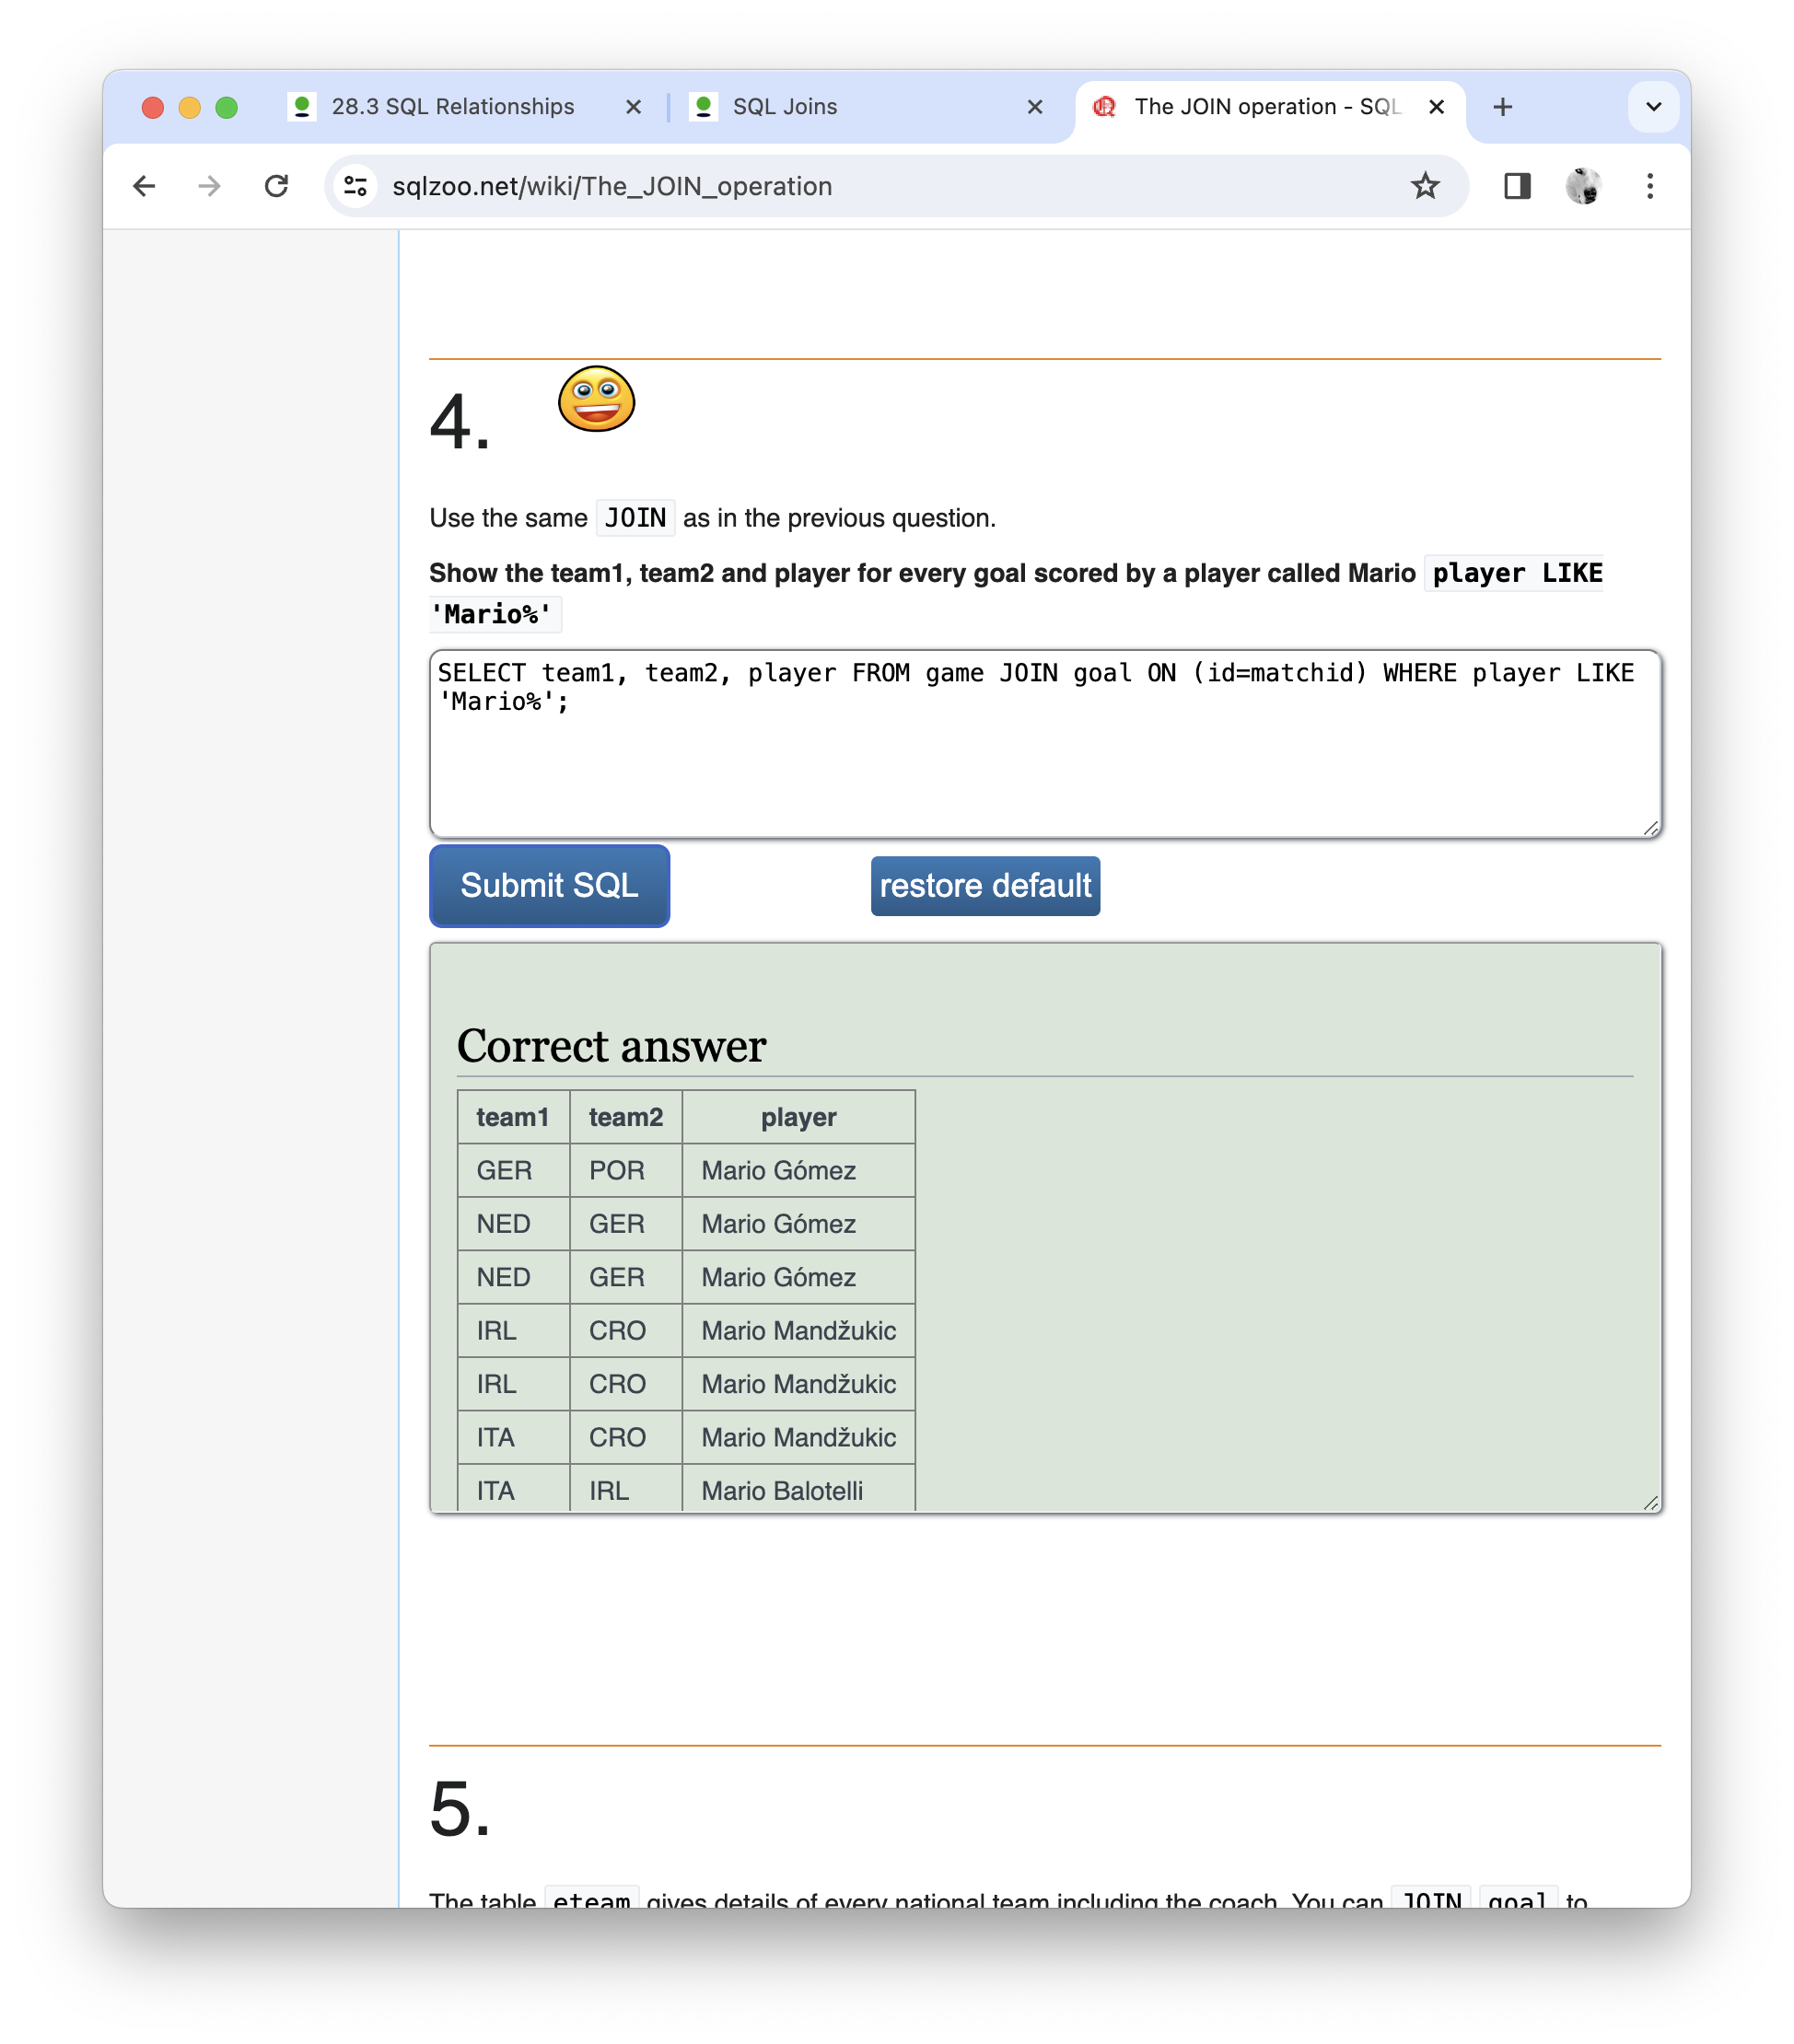 28.3 SQL Relationships
SQL Joins
The JOIN operation - SQL
sqlzoo.net/wiki/The_JOIN_operation
4.
Use the same JOIN as in the previous question.
Show the team1, team2 and player for every goal scored by a player called Mario player LIKE
'Mario%'
SELECT team1, team2, player FROM game JOIN goal ON (id=matchid) WHERE player LIKE
'Mario%';
Submit SQL restore default
Correct answer
team1 team2 player
GER POR Mario Gómez
NED GER Mario Gómez
NED GER Mario Gómez
IRL CRO Mario Mandžukic
IRL CRO Mario Mandžukic
ITA CRO Mario Mandžukic
ITA IRL Mario Balotelli
5.
The table eteam gives details of every national team including the coach. You can JOIN goal to